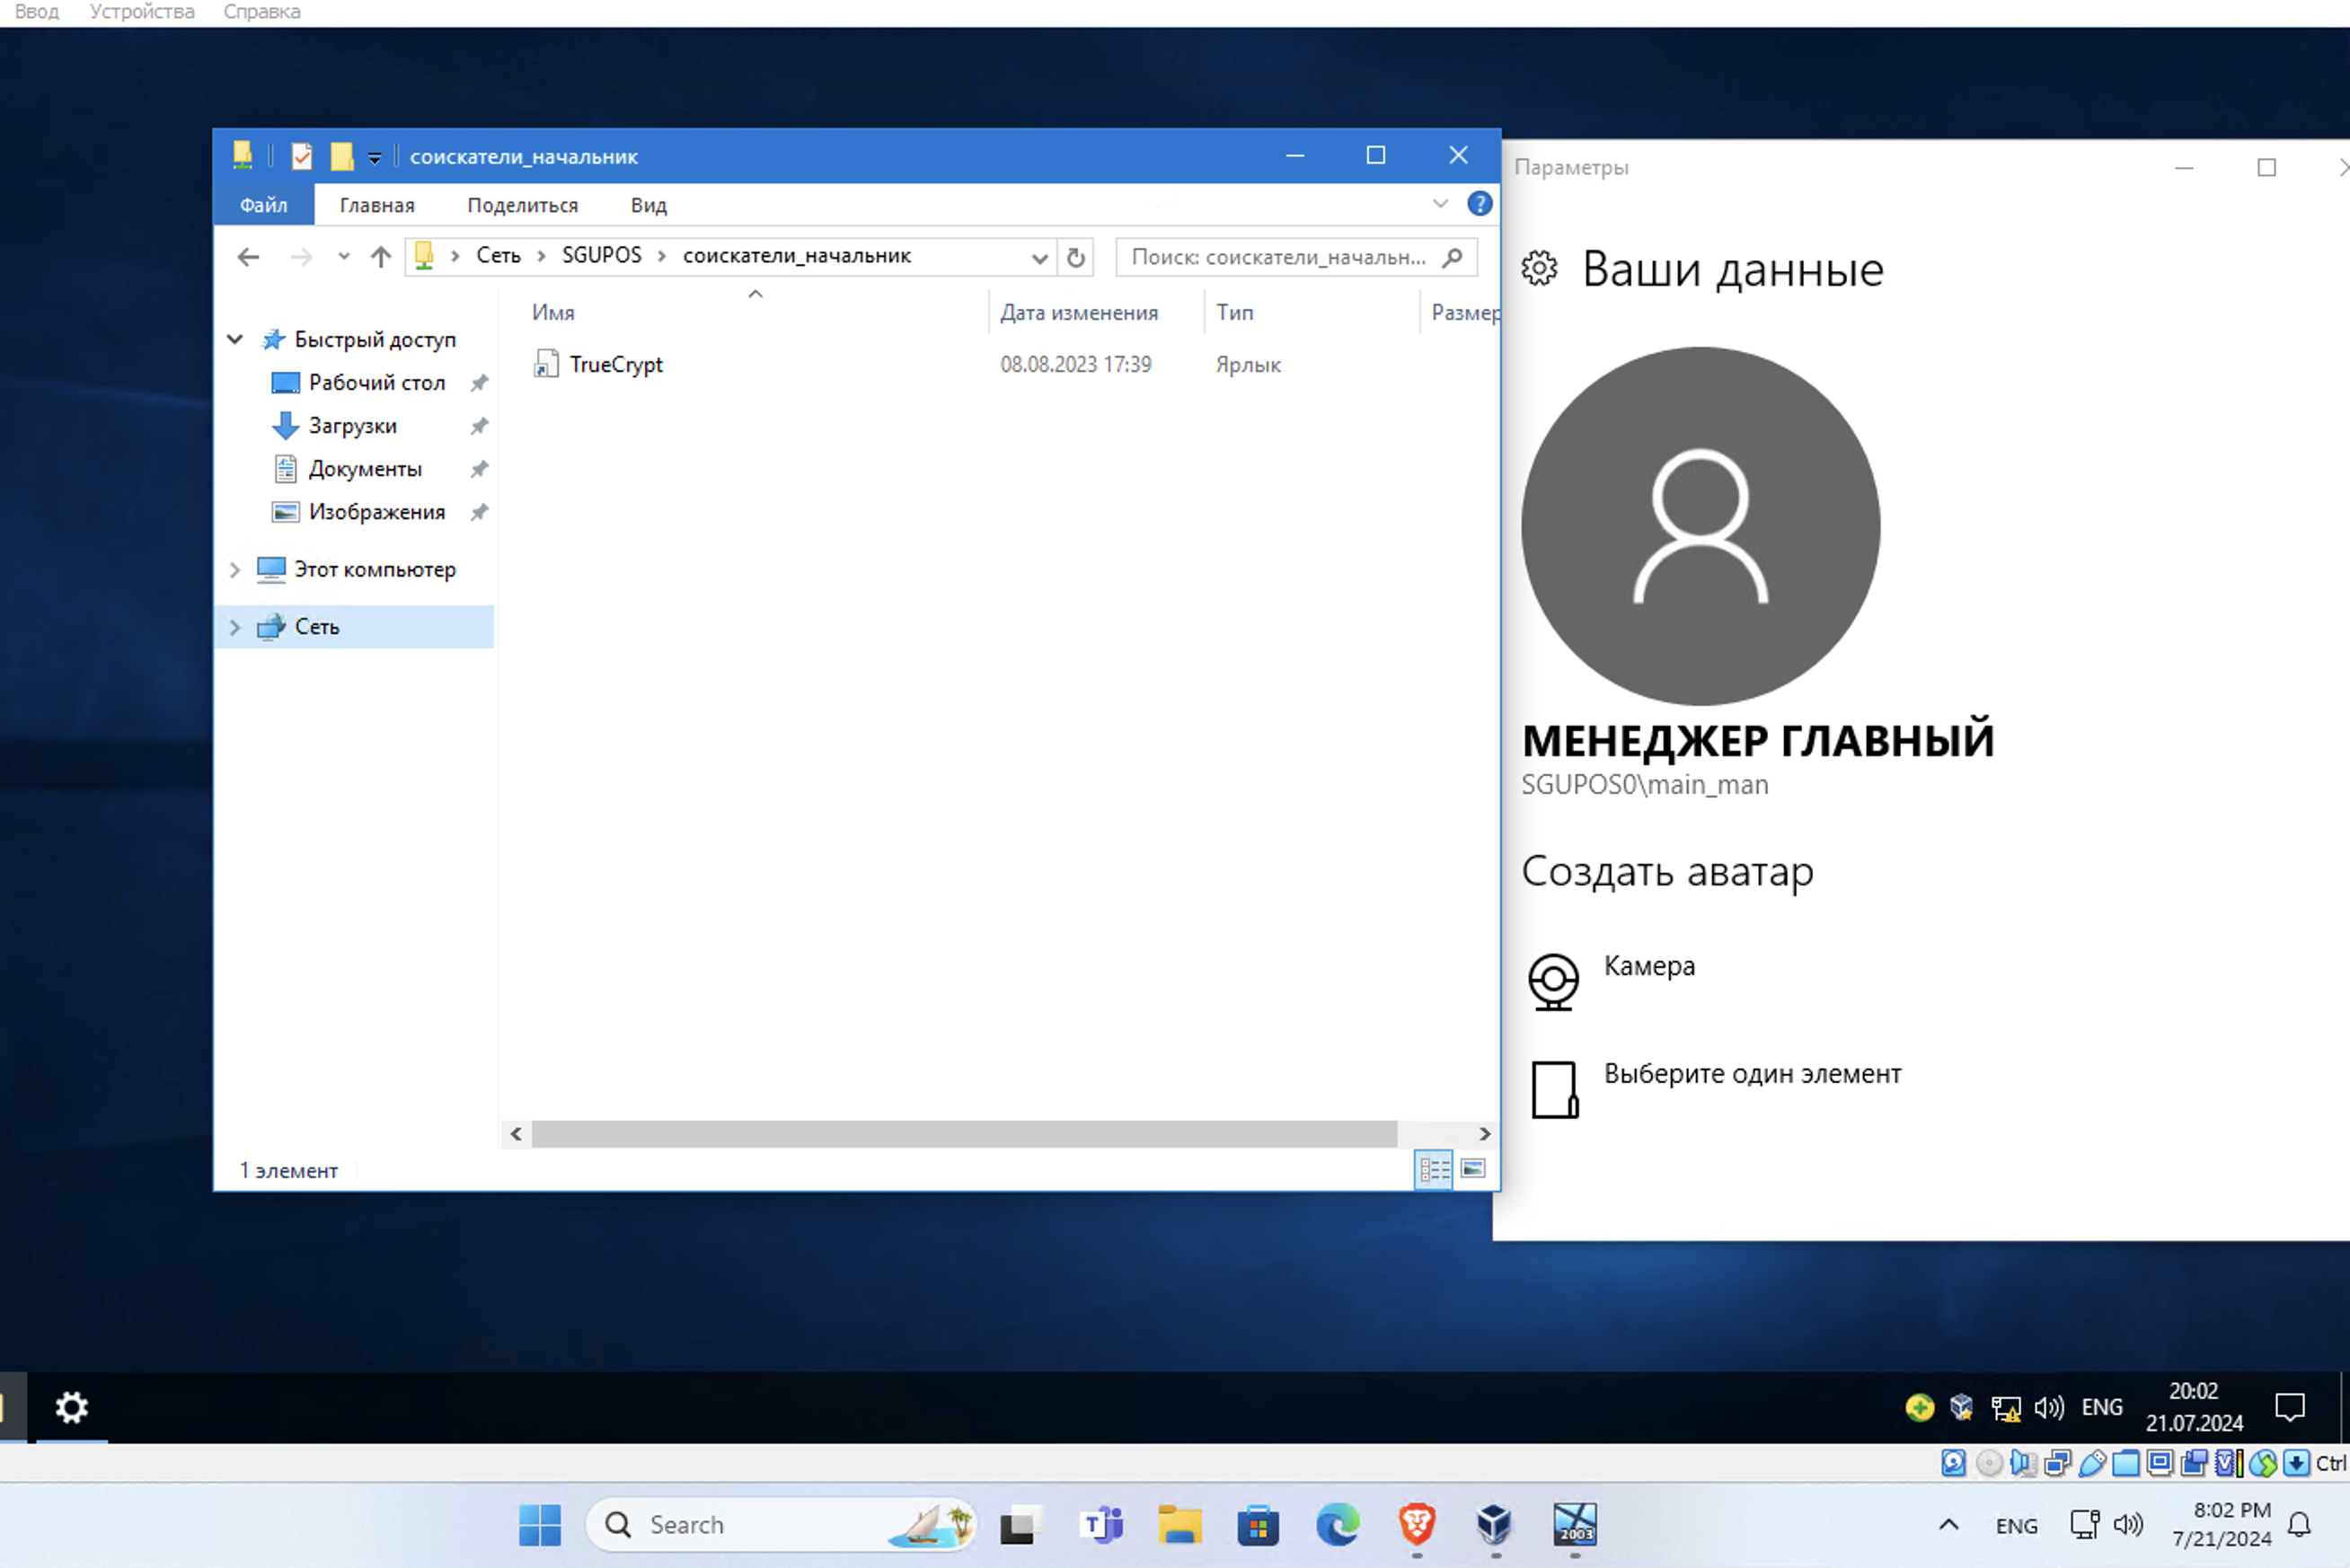 Ввод Устройства Справка
соискатели_начальник
Файл Главная Поделиться Вид
Сеть SGUPOS соискатели_начальник
Поиск: соискатели_начальн...
Имя Дата изменения Тип Размер
TrueCrypt 08.08.2023 17:39 Ярлык
Быстрый доступ
Рабочий стол
Загрузки
Документы
Изображения
Этот компьютер
Сеть
1 элемент
Параметры
Ваши данные
МЕНЕДЖЕР ГЛАВНЫЙ
SGUPOS0\main_man
Создать аватар
Камера
Выберите один элемент
ENG
20:02
21.07.2024
Ctrl
Search
2003
ENG
8:02 PM
7/21/2024